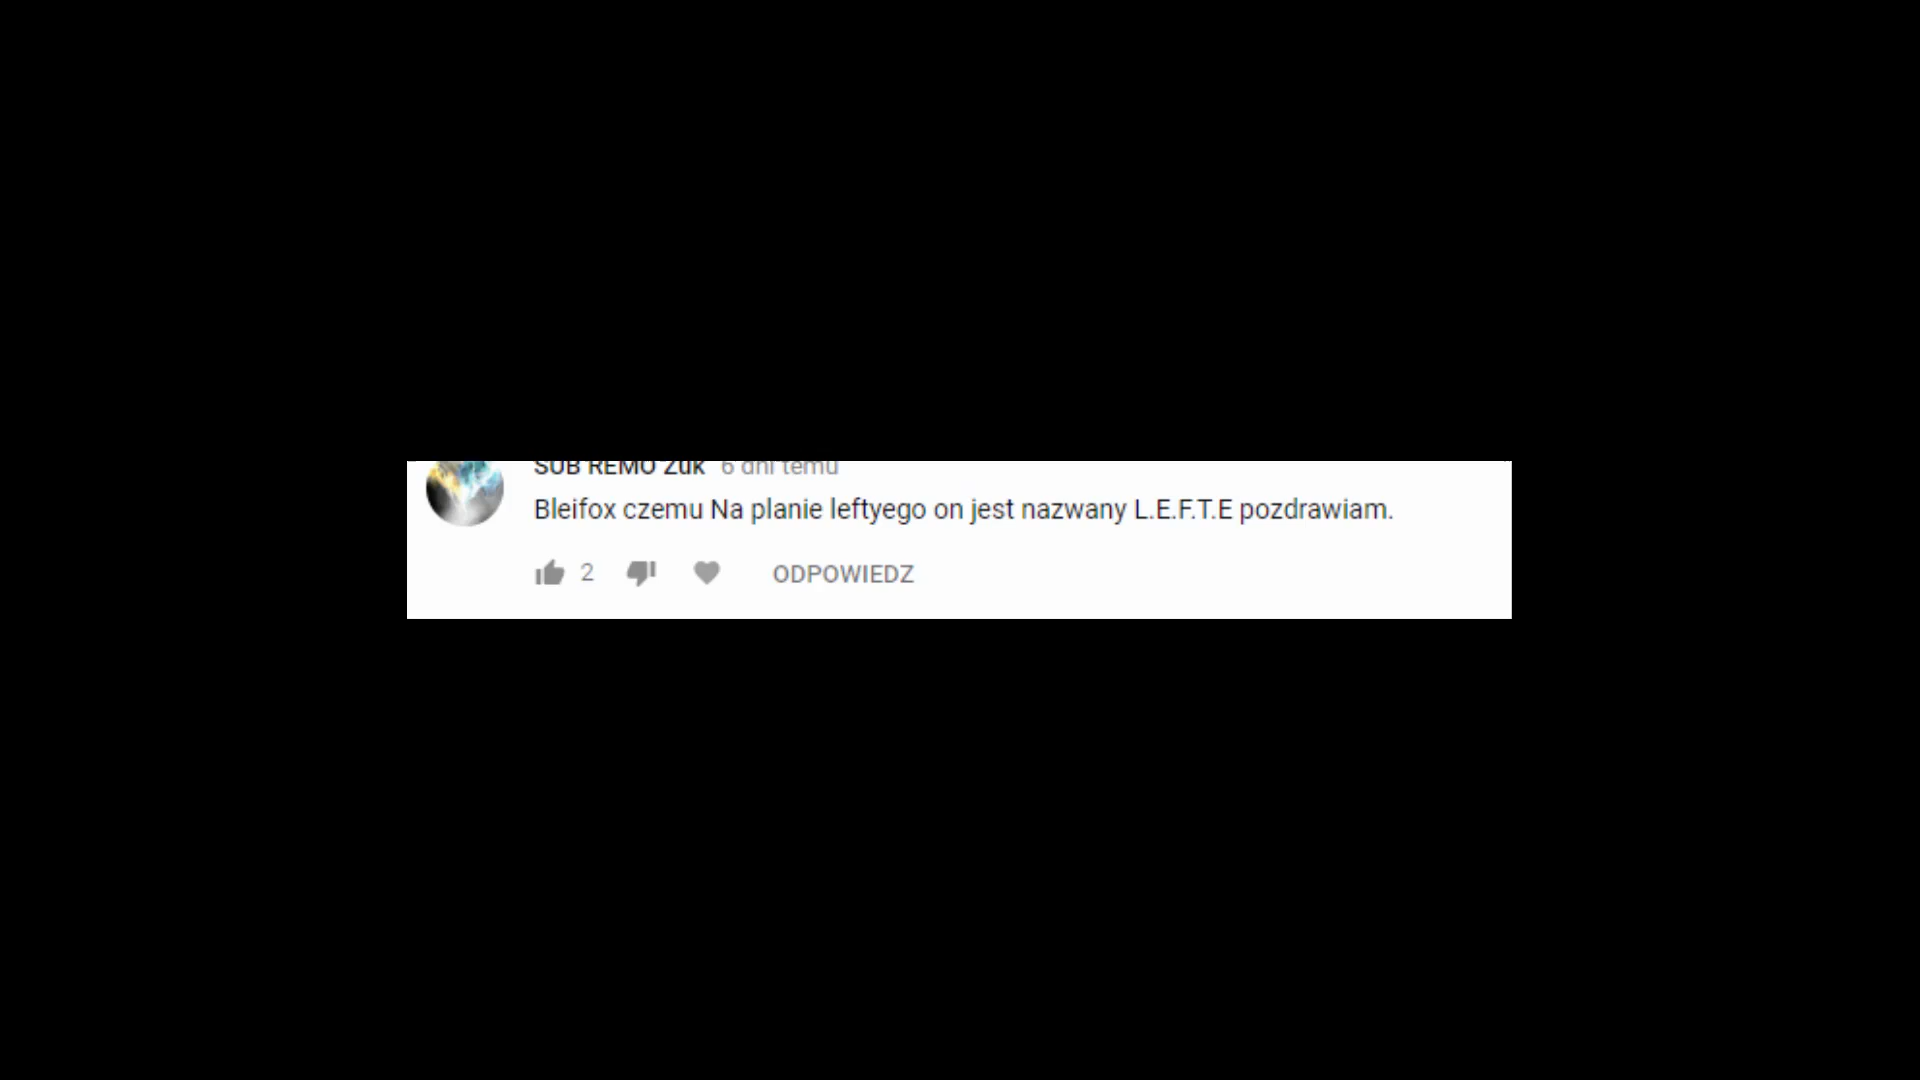 SUB REMO Zuk 6 dni temu
Bleifox czemu Na planie leftyego on jest nazwany L.E.F.T.E pozdrawiam.
2 ODPOWIEDZ